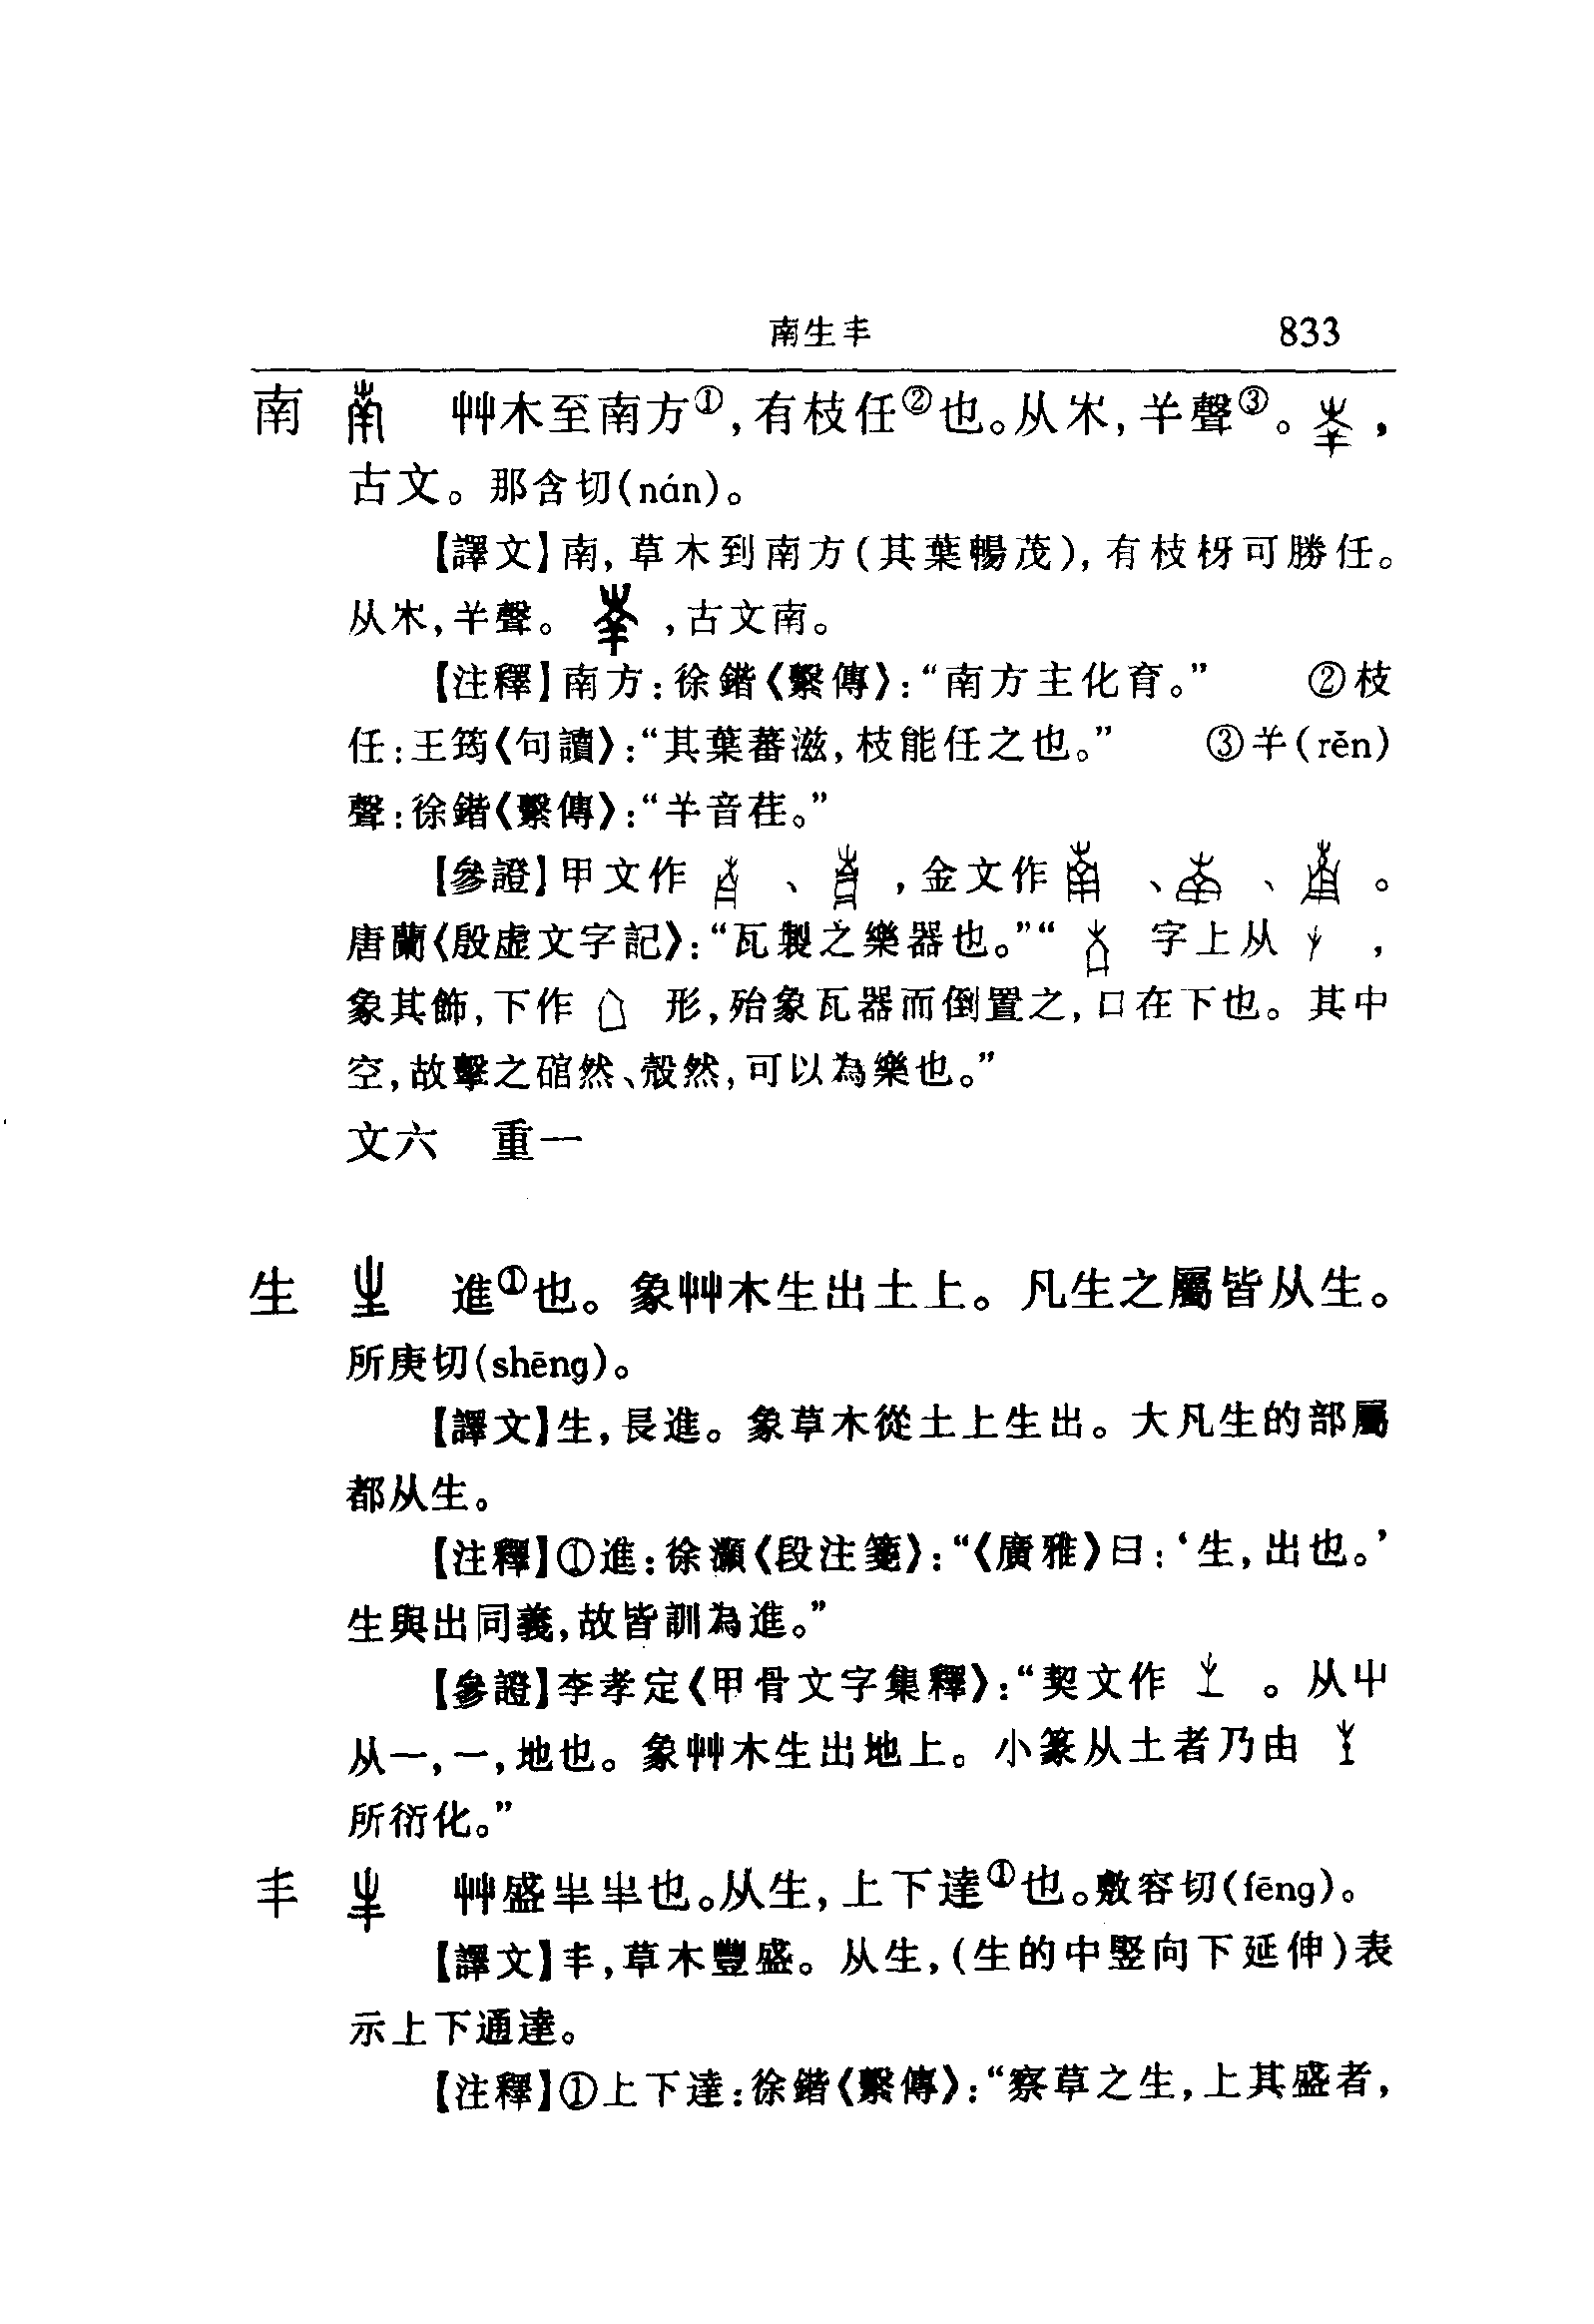 南生丰 833
南 艸木至南方①,有枝任②也。从𣎵,𢆉聲③。 ,
古文。那含切(nán)。
【譯文】南,草木到南方(其葉暢茂),有枝枒可勝任。
从𣎵,𢆉聲。 ,古文南。
【注釋】南方:徐鍇《繫傳》:“南方主化育。” ②枝
任:王筠《句讀》:“其葉蕃滋,枝能任之也。” ③𢆉(rěn)
聲:徐鍇《繫傳》:“𢆉音荏。”
【參證】甲文作 、 ,金文作 、 、 。
唐蘭《殷虛文字記》:“瓦製之樂器也。”“ 字上从 ,
象其飾,下作 形,殆象瓦器而倒置之,口在下也。其中
空,故擊之硿然、㱿然,可以為樂也。”
文六 重一
生 進①也。象艸木生出土上。凡生之屬皆从生。
所庚切(shēng)。
【譯文】生,長進。象草木從土上生出。大凡生的部屬
都从生。
【注釋】①進:徐灝《段注箋》:“《廣雅》曰:‘生,出也。’
生與出同義,故皆訓為進。”
【參證】李孝定《甲骨文字集釋》:“契文作 。从屮
从一,一,地也。象艸木生出地上。小篆从土者乃由
所衍化。”
丰 艸盛丰丰也。从生,上下達①也。敷容切(fēng)。
【譯文】丰,草木豐盛。从生,(生的中竪向下延伸)表
示上下通達。
【注釋】①上下達:徐鍇《繫傳》:“察草之生,上其盛者,